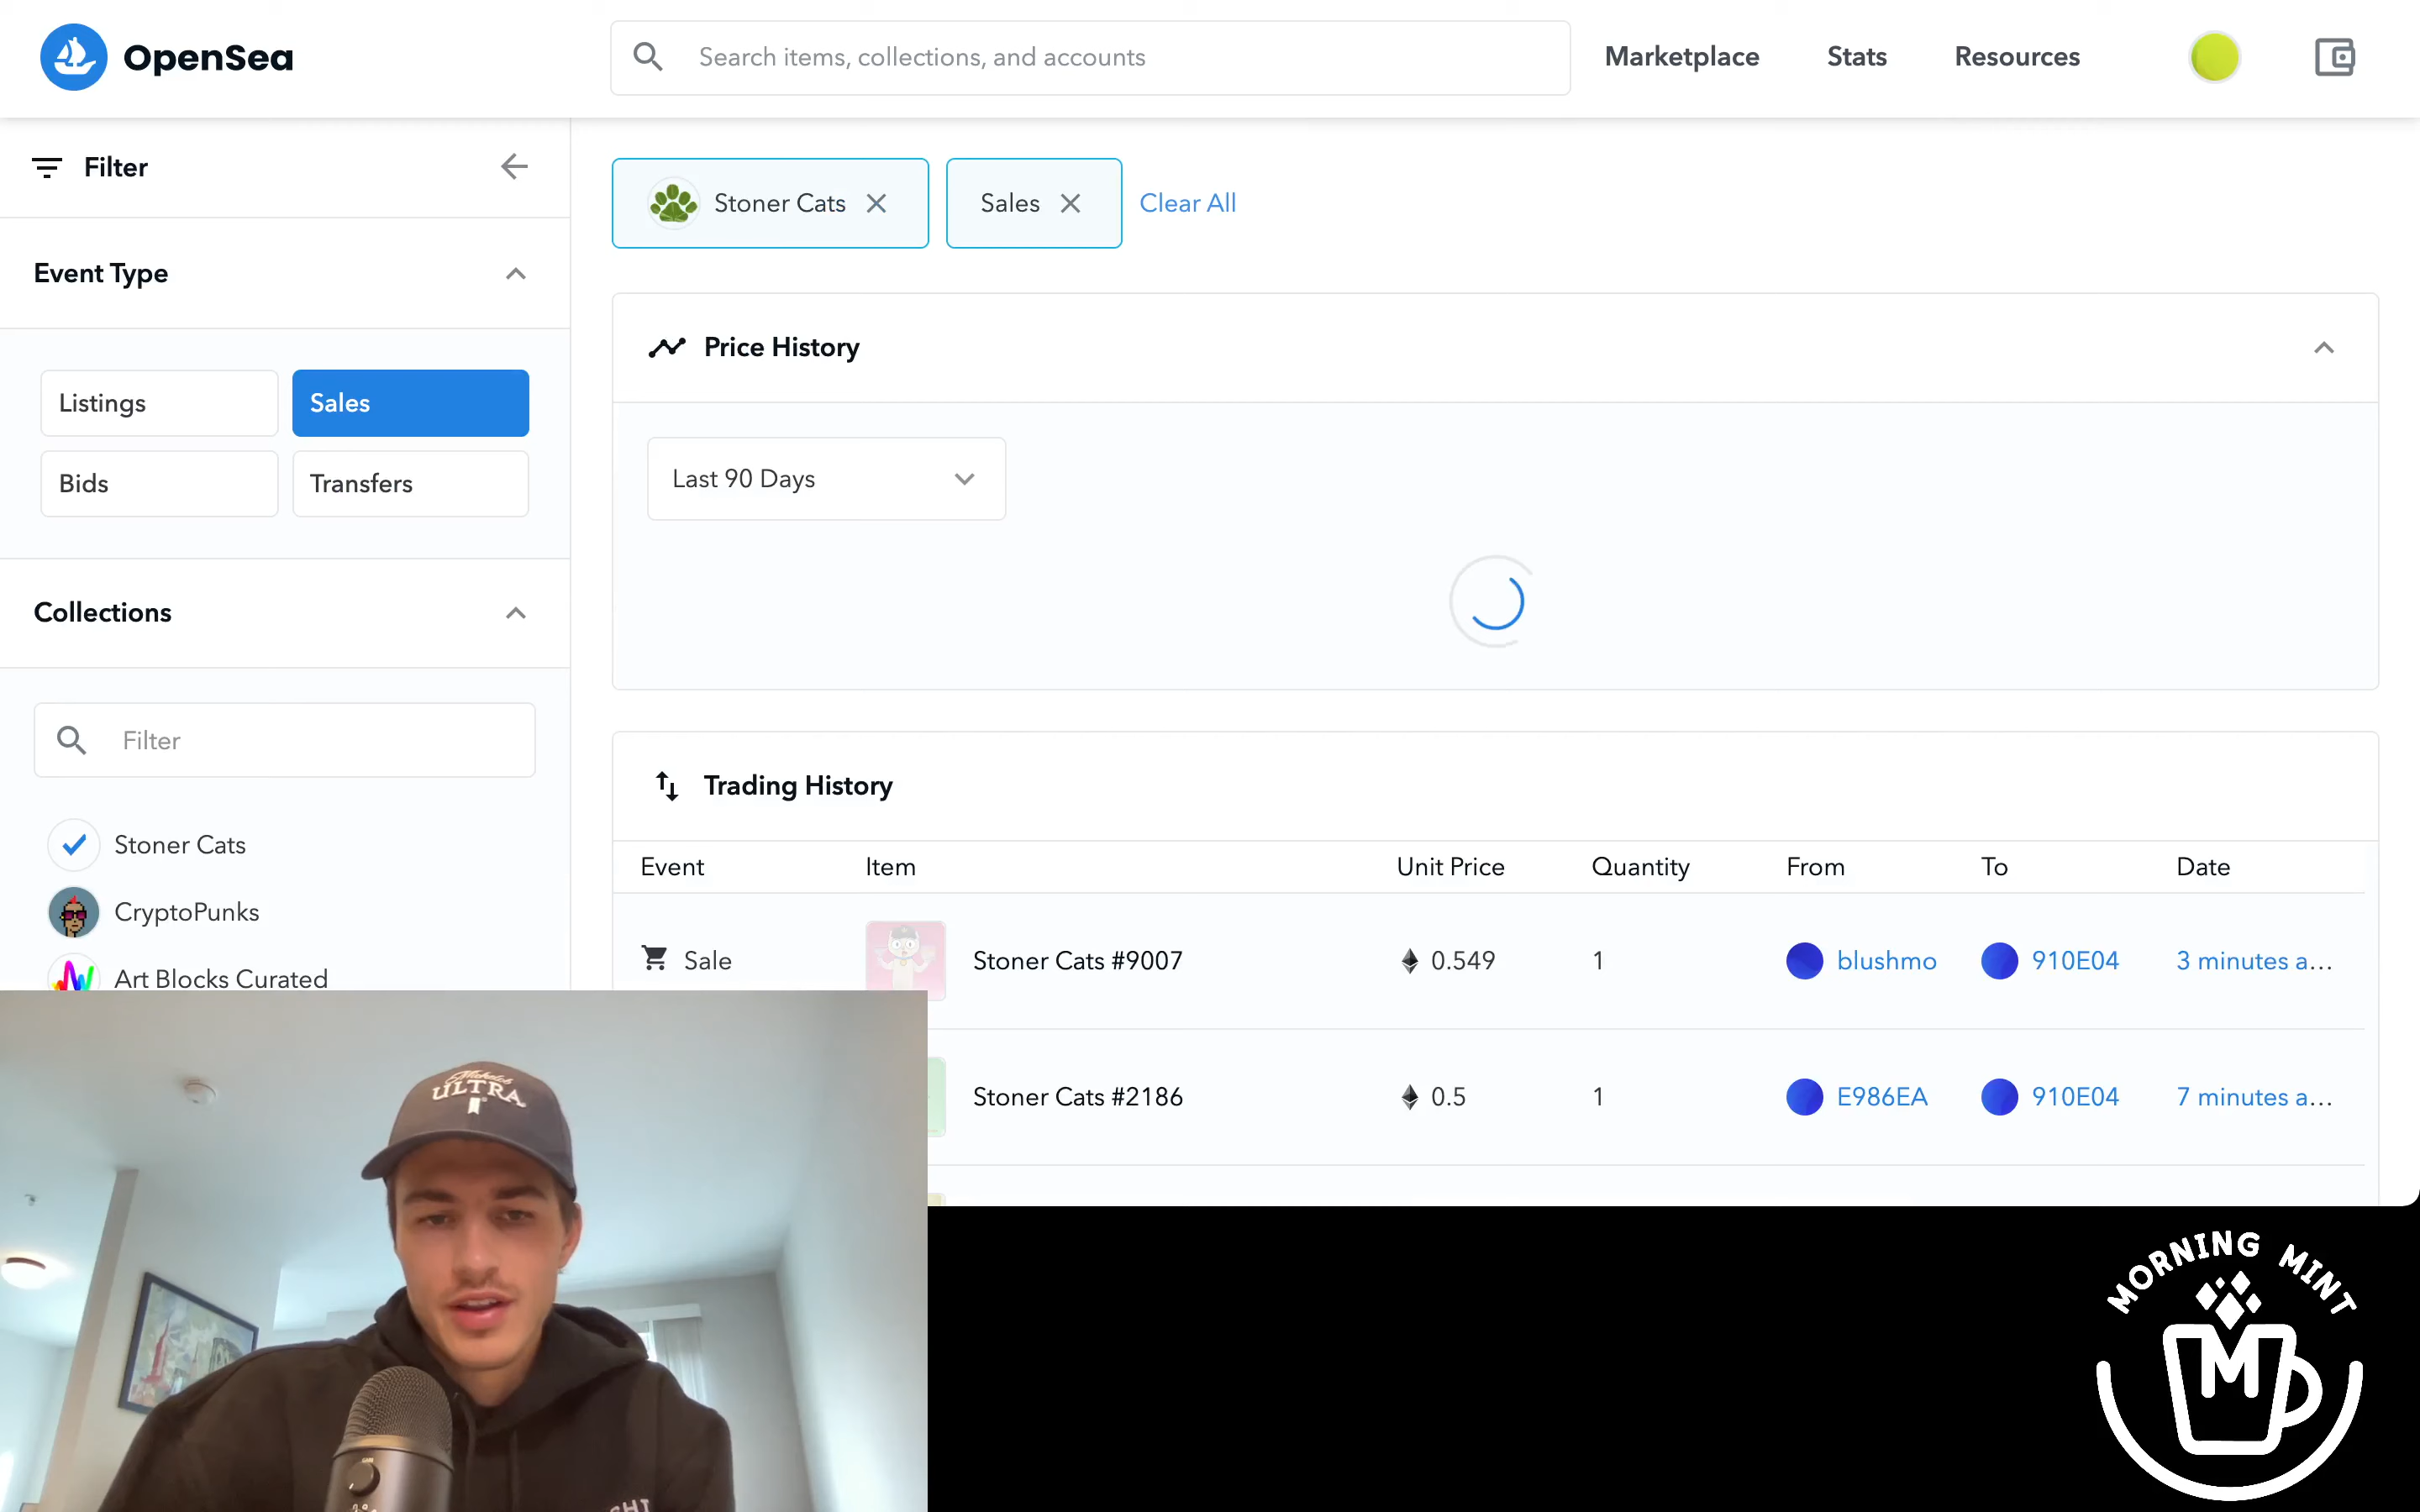 OpenSea
Search items, collections, and accounts
Marketplace
Stats
Resources
Filter
Stoner Cats
Sales
Clear All
Event Type
Listings
Sales
Bids
Transfers
Price History
Last 90 Days
Collections
Filter
Stoner Cats
CryptoPunks
Art Blocks Curated
Trading History
Event Item Unit Price Quantity From To Date
Sale Stoner Cats #9007 0.549 1 blushmo 910E04 3 minutes a...
Stoner Cats #2186 0.5 1 E986EA 910E04 7 minutes a...
Michelob
ULTRA
MORNING MINT
M